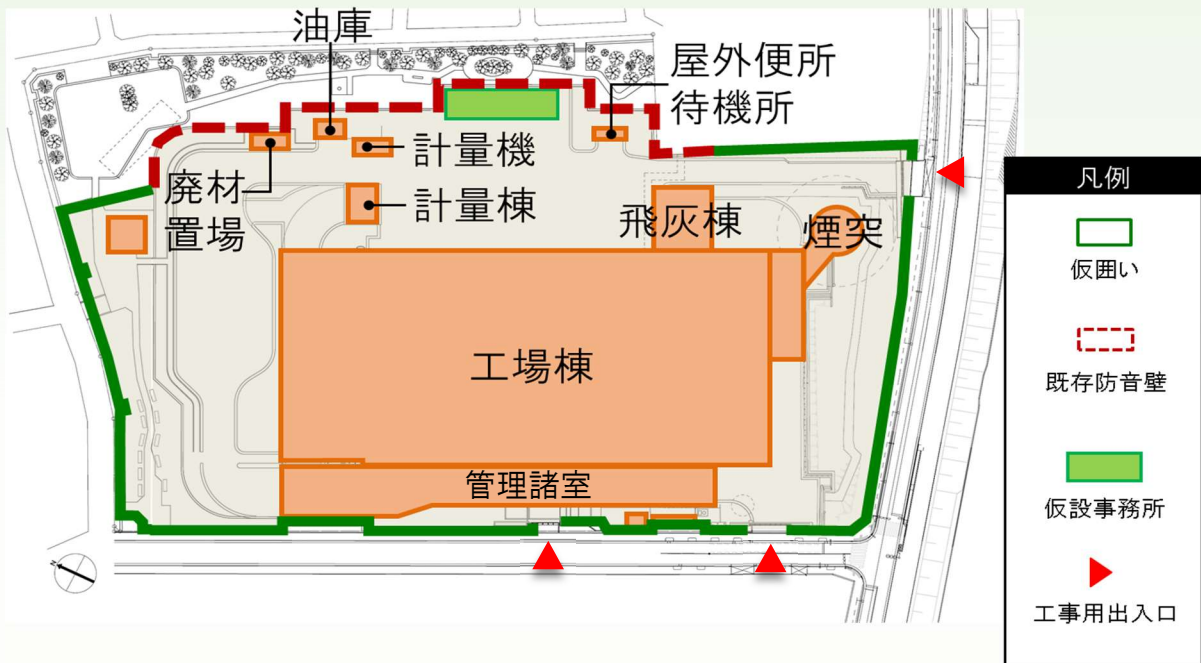 油庫
屋外便所
待機所
計量機
廃材
置場
計量棟
飛灰棟
煙突
工場棟
管理諸室
N
凡例
仮囲い
既存防音壁
仮設事務所
工事用出入口